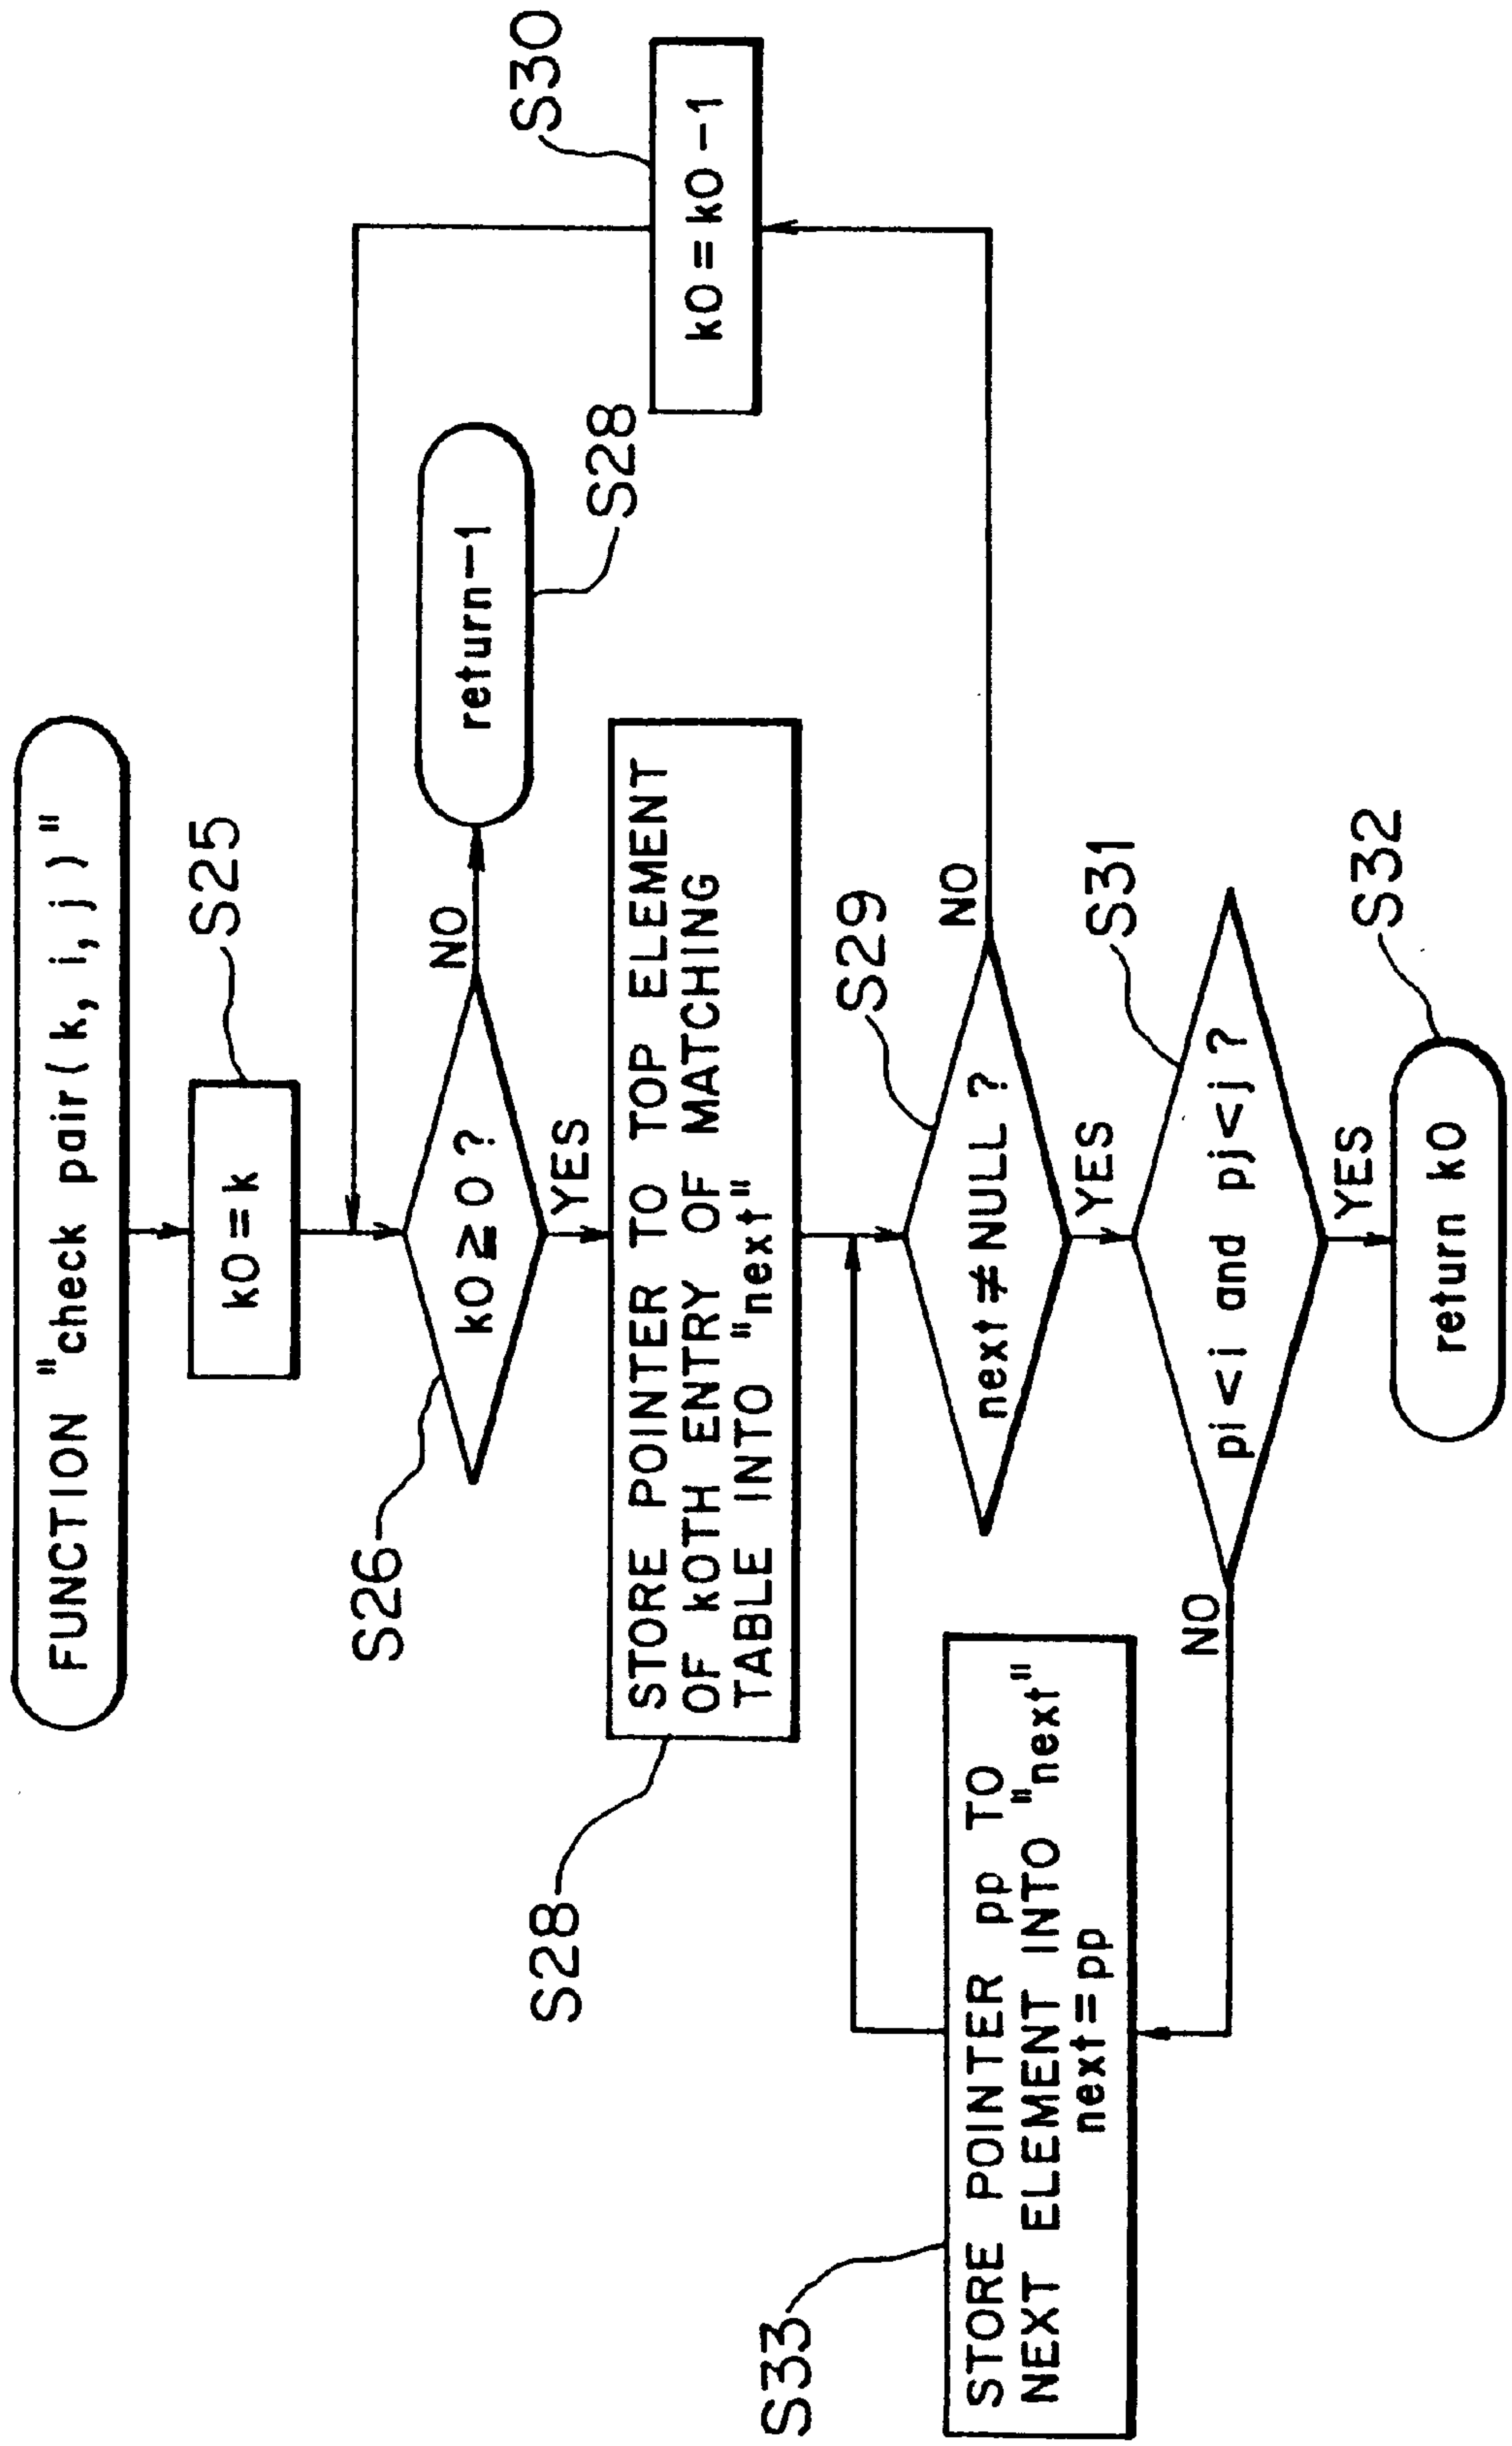 FUNCTION "check pair(k, i, j)"
k0=k
S25
S26
k0≧0?
NO
return-1
S28
YES
S30
k0=k0-1
S28
STORE POINTER TO TOP ELEMENT
OF k0TH ENTRY OF MATCHING
TABLE INTO "next"
S29
next≠NULL ?
NO
YES
S33
STORE POINTER pp TO
NEXT ELEMENT INTO "next"
next=pp
S31
pi<i and pj<j ?
NO
YES
S32
return k0